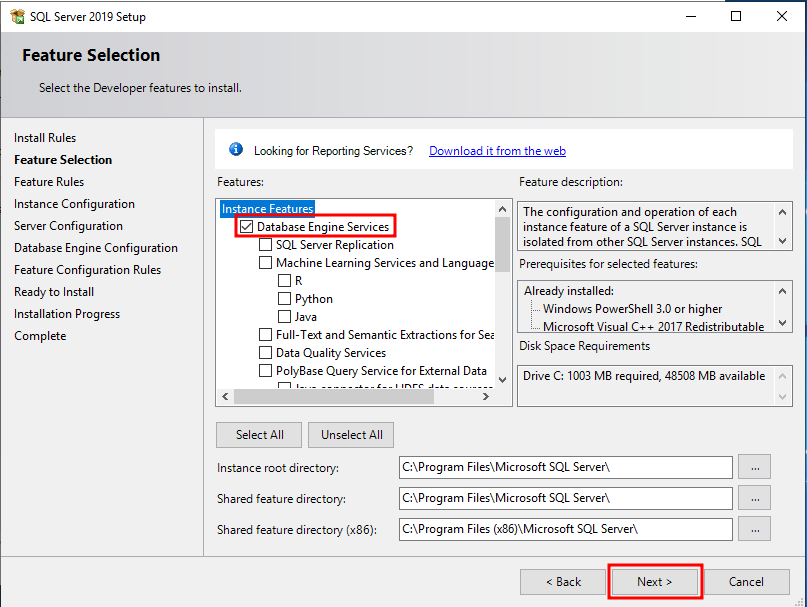 SQL Server 2019 Setup
Feature Selection
Select the Developer features to install.
Install Rules
Feature Selection
Feature Rules
Instance Configuration
Server Configuration
Database Engine Configuration
Feature Configuration Rules
Ready to Install
Installation Progress
Complete
Looking for Reporting Services? Download it from the web
Features:
Instance Features
Database Engine Services
SQL Server Replication
Machine Learning Services and Language
R
Python
Java
Full-Text and Semantic Extractions for Sea
Data Quality Services
PolyBase Query Service for External Data
Java connector for HDFS data sources
Feature description:
The configuration and operation of each
instance feature of a SQL Server instance is
isolated from other SQL Server instances. SQL
Prerequisites for selected features:
Already installed:
Windows PowerShell 3.0 or higher
Microsoft Visual C++ 2017 Redistributable
Disk Space Requirements
Drive C: 1003 MB required, 48508 MB available
Select All
Unselect All
Instance root directory:
C:\Program Files\Microsoft SQL Server\
...
Shared feature directory:
C:\Program Files\Microsoft SQL Server\
...
Shared feature directory (x86):
C:\Program Files (x86)\Microsoft SQL Server\
...
< Back
Next >
Cancel